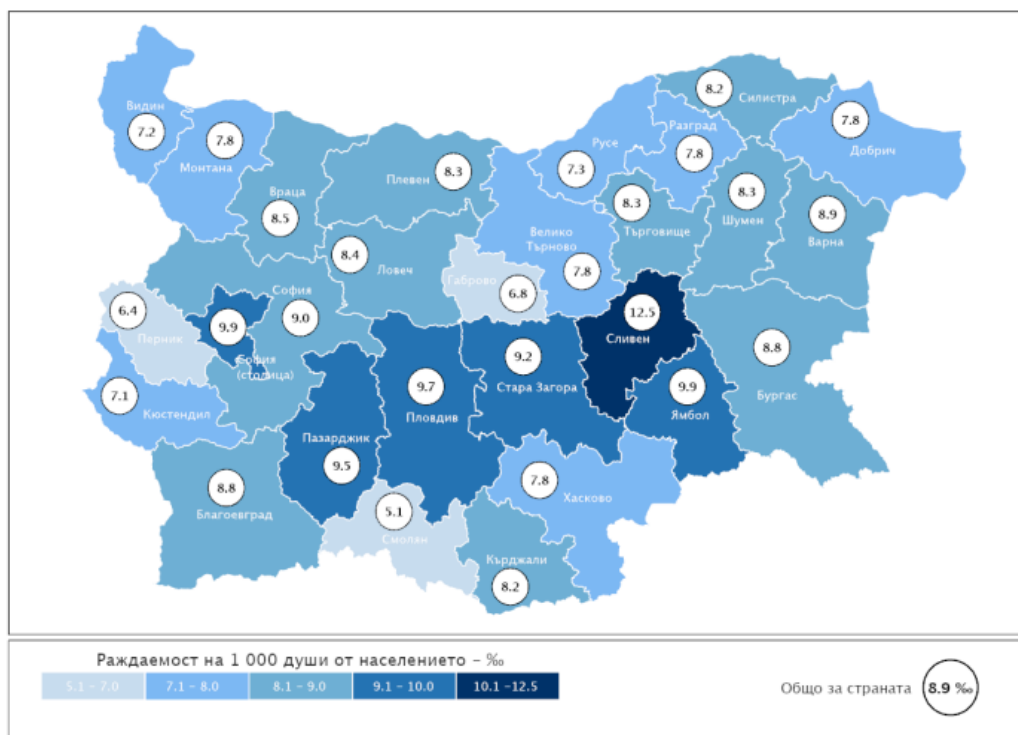 Видин
7.2
7.8
Монтана
Враца
8.5
Плевен
8.3
8.4
Ловеч
Русе
7.3
Разград
7.8
8.2
Силистра
7.8
Добрич
8.3
Търговище
8.3
Шумен
8.9
Варна
Велико
Търново
7.8
Габрово
6.8
6.4
Перник
9.9
София
(столица)
София
9.0
7.1
Кюстендил
8.8
Благоевград
Пазарджик
9.5
9.7
Пловдив
9.2
Стара Загора
12.5
Сливен
9.9
Ямбол
8.8
Бургас
5.1
Смолян
7.8
Хасково
Кърджали
8.2
Раждаемост на 1 000 души от населението – ‰
5.1 – 7.0
7.1 – 8.0
8.1 – 9.0
9.1 – 10.0
10.1 –12.5
Общо за страната
8.9 ‰